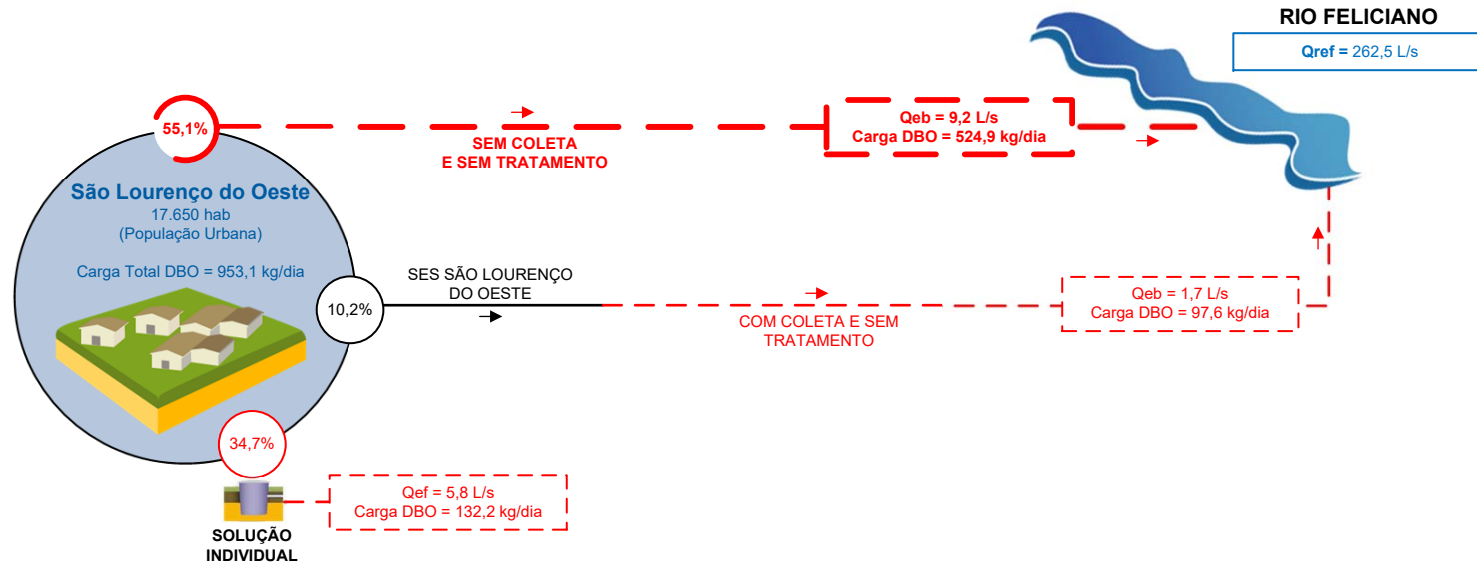 RIO FELICIANO
Qref = 262,5 L/s
55,1%
SEM COLETA
E SEM TRATAMENTO
Qeb = 9,2 L/s
Carga DBO = 524,9 kg/dia
São Lourenço do Oeste
17.650 hab
(População Urbana)
Carga Total DBO = 953,1 kg/dia
10,2%
SES SÃO LOURENÇO
DO OESTE
COM COLETA E SEM
TRATAMENTO
Qeb = 1,7 L/s
Carga DBO = 97,6 kg/dia
34,7%
SOLUÇÃO
INDIVIDUAL
Qef = 5,8 L/s
Carga DBO = 132,2 kg/dia